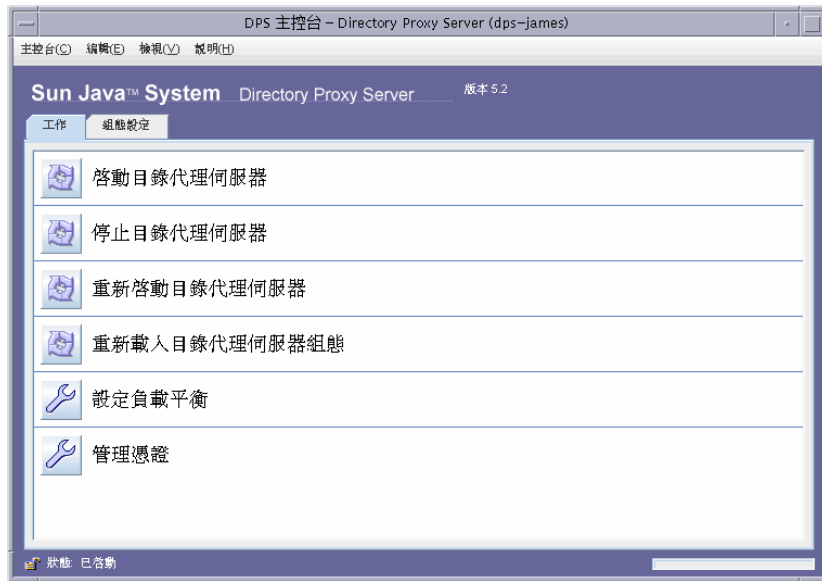 DPS 主控台 – Directory Proxy Server (dps–james)
主控台(C) 編輯(E) 檢視(V) 說明(H)
Sun Java™ System Directory Proxy Server 版本 5.2
工作 組態設定
啟動目錄代理伺服器
停止目錄代理伺服器
重新啟動目錄代理伺服器
重新載入目錄代理伺服器組態
設定負載平衡
管理憑證
狀態: 已啟動